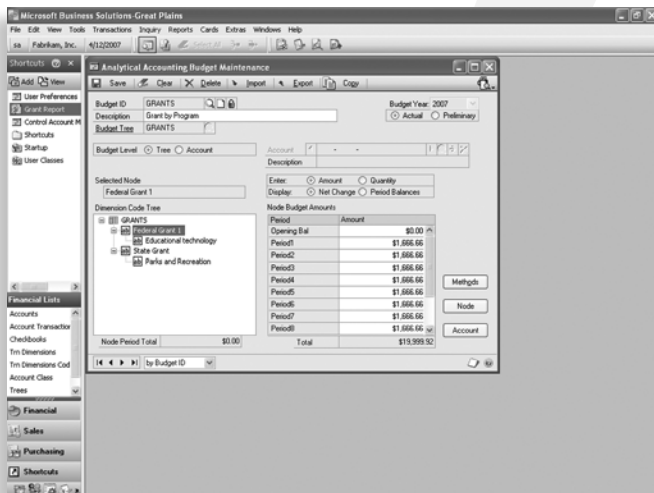 Microsoft Business Solutions-Great Plains
File Edit View Tools Transactions Inquiry Reports Cards Extras Windows Help
sa Fabrikam, Inc. 4/12/2007 Select All
Shortcuts
Add View
User Preferences
Grant Report
Control Account M
Shortcuts
Startup
User Classes
Financial Lists
Accounts
Account Transaction
Checkbooks
Trn Dimensions
Trn Dimensions Cod
Account Class
Trees
Financial
Sales
Purchasing
Shortcuts
Analytical Accounting Budget Maintenance
Save Clear Delete Import Export Copy
Budget ID GRANTS Budget Year: 2007
Description Grant by Program Actual Preliminary
Budget Tree GRANTS
Budget Level Tree Account Account - -
Description
Selected Node Enter: Amount Quantity
Federal Grant 1 Display: Net Change Period Balances
Dimension Code Tree
GRANTS
Federal Grant 1
Educational technology
State Grant
Parks and Recreation
Node Period Total $0.00
Node Budget Amounts
Period Amount
Opening Bal $0.00
Period1 $1,666.66
Period2 $1,666.66
Period3 $1,666.66
Period4 $1,666.66
Period5 $1,666.66
Period6 $1,666.66
Period7 $1,666.66
Period8 $1,666.66
Total $19,999.92
Methods
Node
Account
by Budget ID